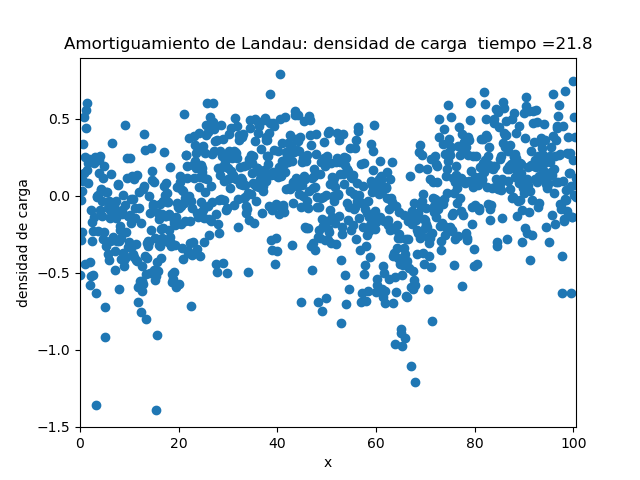 Amortiguamiento de Landau: densidad de carga  tiempo =21.8
densidad de carga
0.5
0.0
−0.5
−1.0
−1.5
0 20 40 60 80 100
x